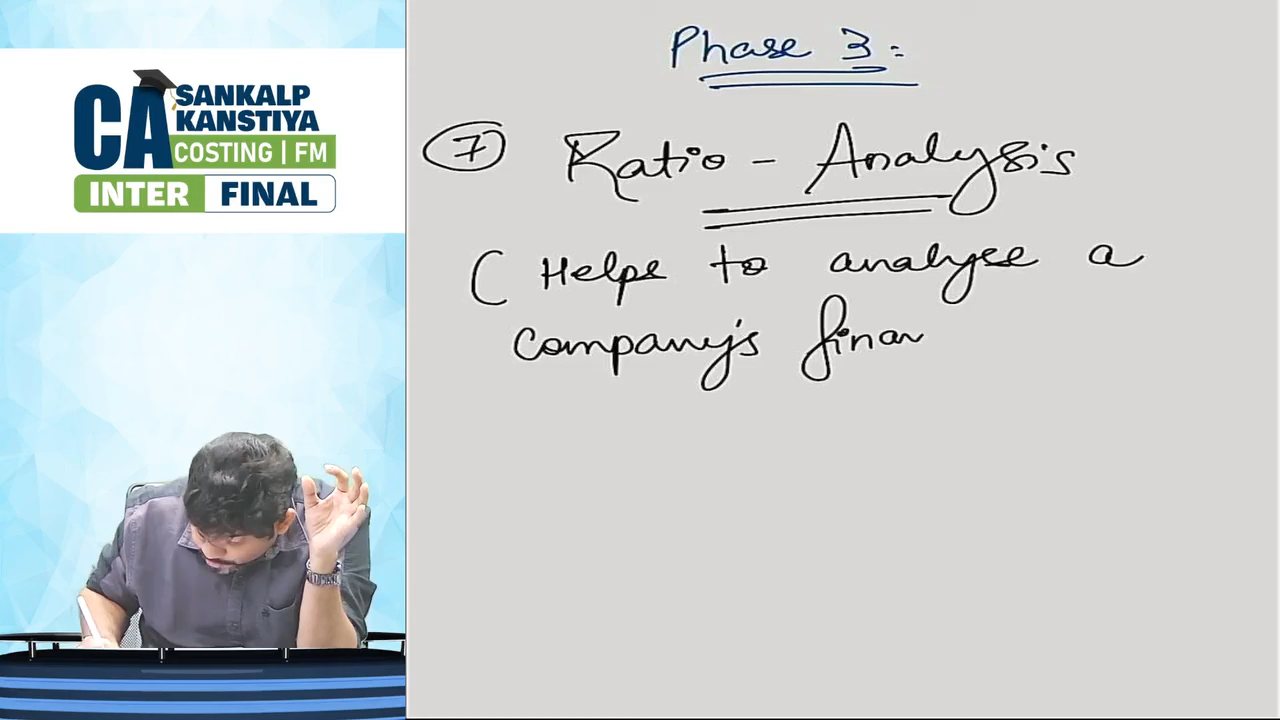 CA SANKALP
KANSTIYA
COSTING | FM
INTER FINAL
Phase 3:
7 Ratio - Analysis
( Helps to analyse a
company's finan